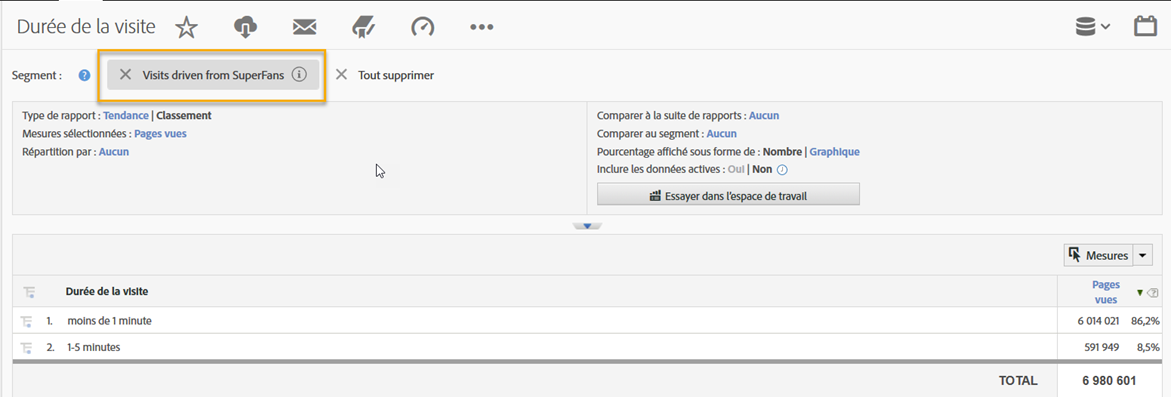 Durée de la visite
Segment : Visits driven from SuperFans Tout supprimer
Type de rapport : Tendance | Classement
Mesures sélectionnées : Pages vues
Répartition par : Aucun
Comparer à la suite de rapports : Aucun
Comparer au segment : Aucun
Pourcentage affiché sous forme de : Nombre | Graphique
Inclure les données actives : Oui | Non
Essayer dans l'espace de travail
Mesures
Durée de la visite Pages vues
1. moins de 1 minute 6 014 021 86,2%
2. 1-5 minutes 591 949 8,5%
TOTAL 6 980 601